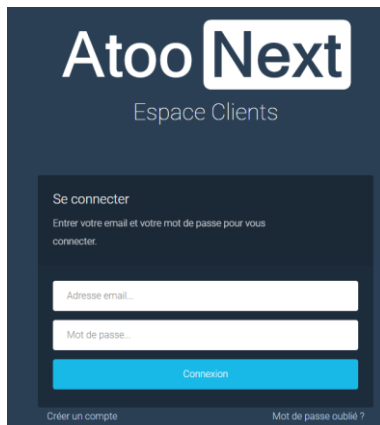 Atoo Next
Espace Clients
Se connecter
Entrer votre email et votre mot de passe pour vous
connecter.
Adresse email...
Mot de passe...
Connexion
Créer un compte
Mot de passe oublié ?